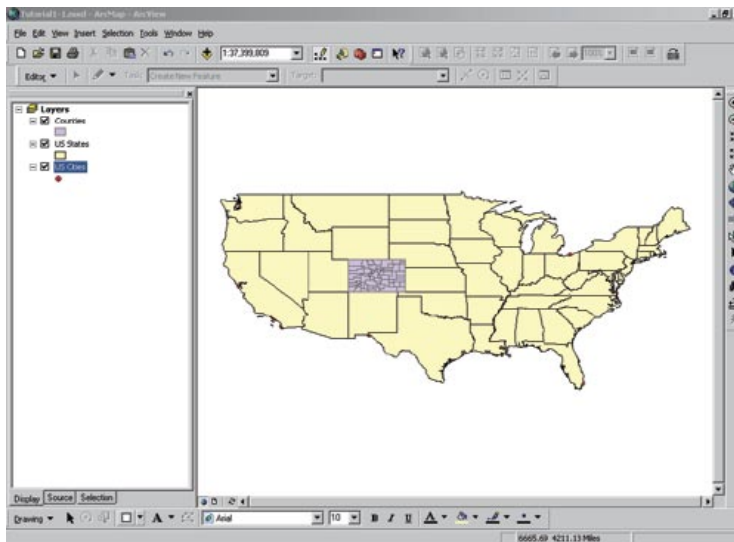 Tutorial1-Loved - ArcMap - ArcView
File Edit View Insert Selection Tools Window Help
1:37,399,809
100%
Editor Task: Create New Feature Target:
Layers
Counties
US States
US Cities
Display Source Selection
Drawing A Arial 10 B I U A
6665.69 4211.13 Miles